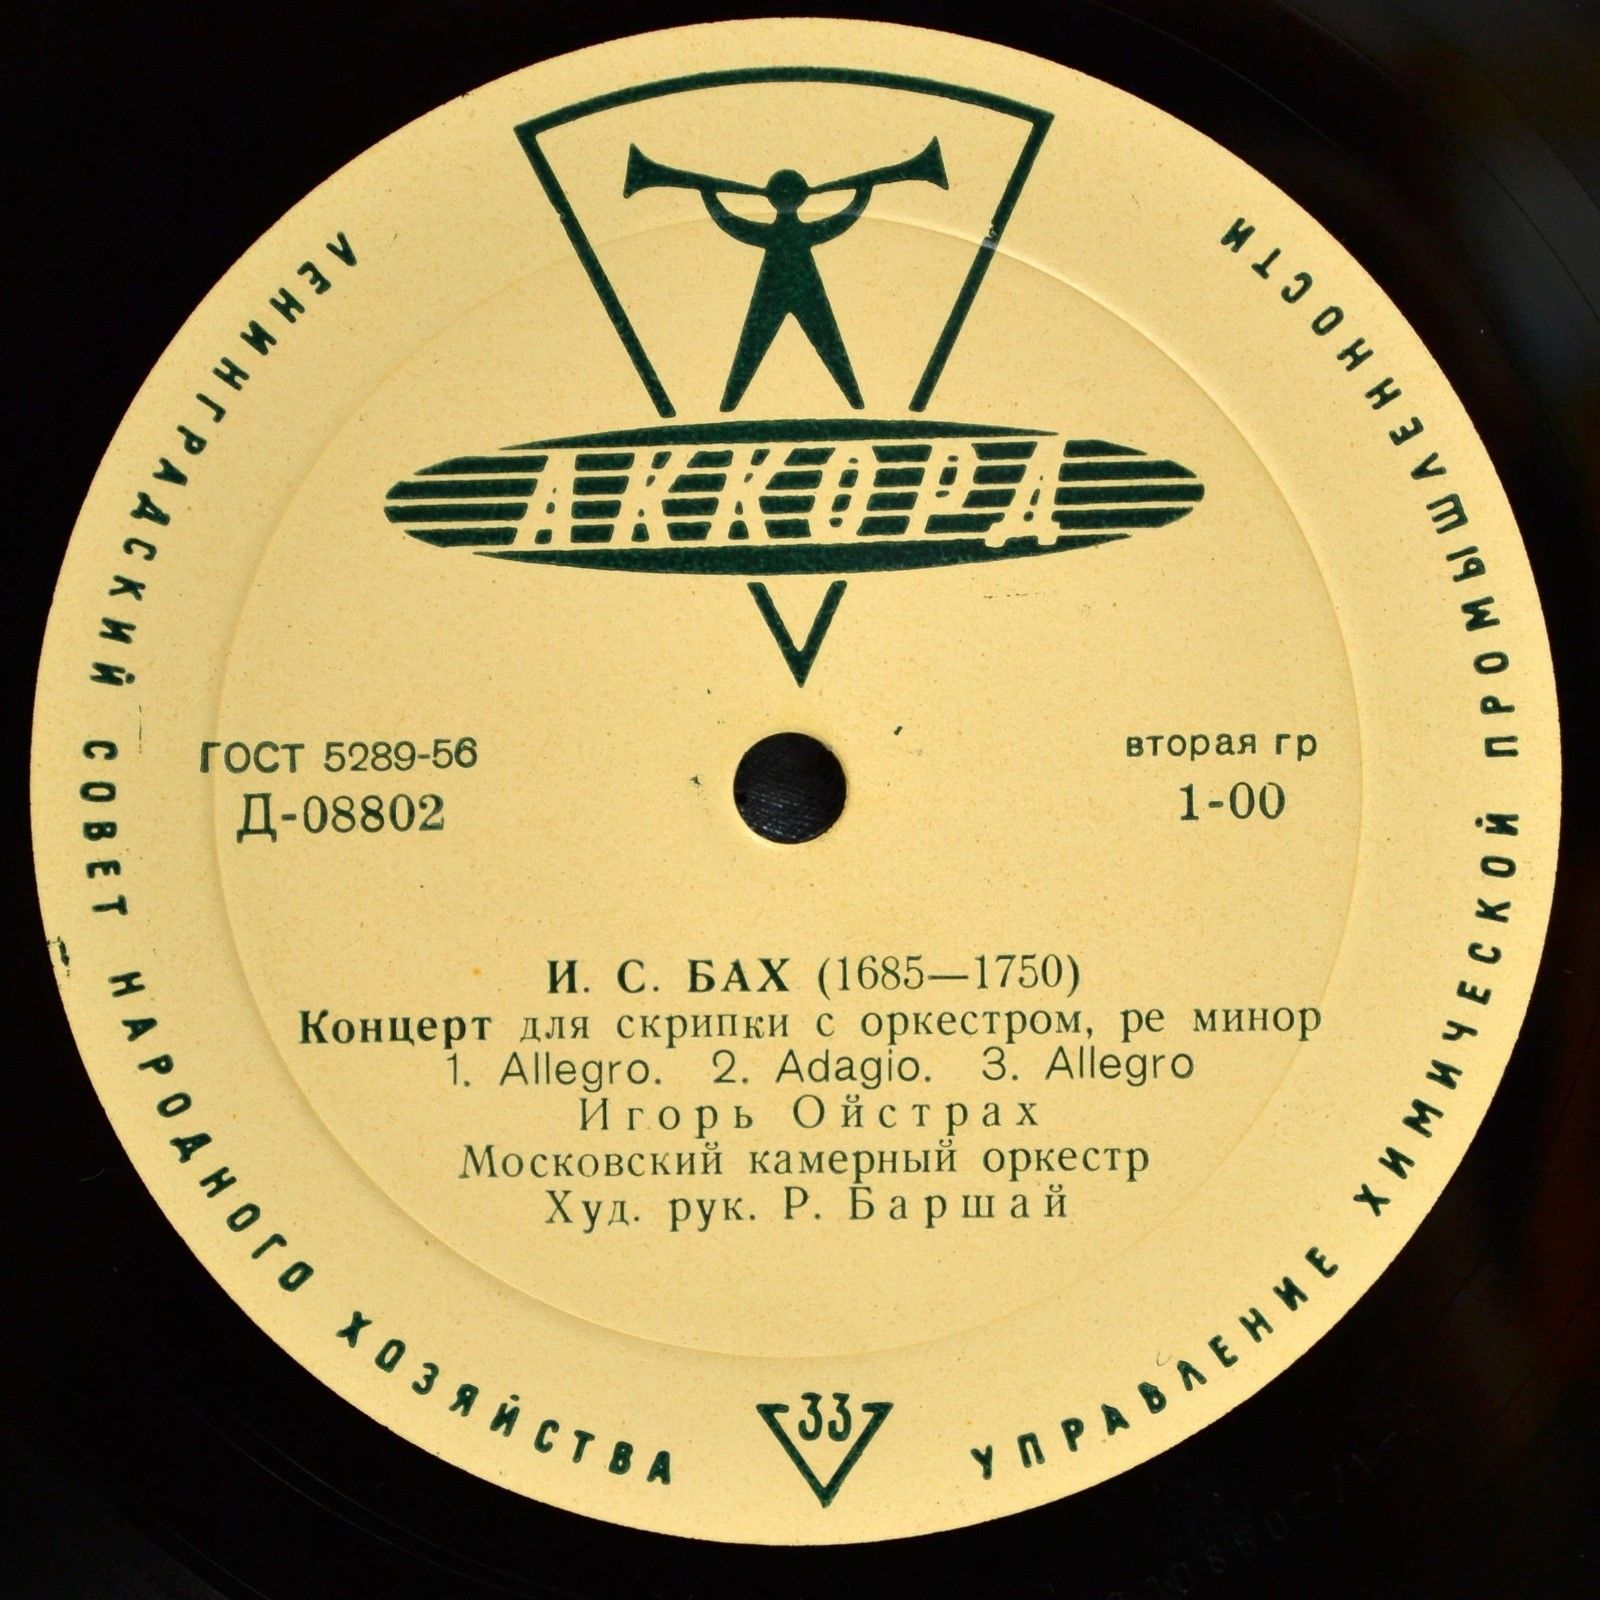 ЛЕНИНГРАДСКИЙ СОВЕТ НАРОДНОГО ХОЗЯЙСТВА
УПРАВЛЕНИЕ ХИМИЧЕСКОЙ ПРОМЫШЛЕННОСТИ
АККОРД
ГОСТ 5289-56
Д-08802
вторая гр
1-00
И. С. БАХ (1685—1750)
Концерт для скрипки с оркестром, ре минор
1. Allegro. 2. Adagio. 3. Allegro
Игорь Ойстрах
Московский камерный оркестр
Худ. рук. Р. Баршай
33